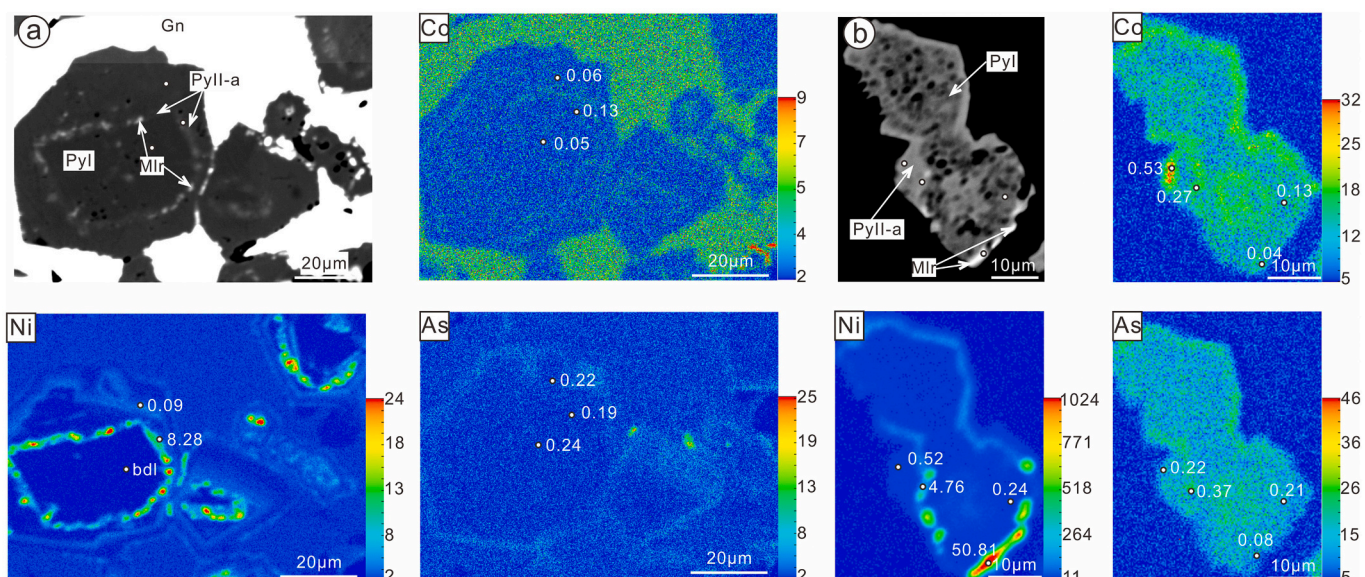 a
Gn
PyII-a
PyI
Mlr
20μm
Co
0.06
0.13
0.05
20μm
9
7
5
4
2
b
PyI
PyII-a
Mlr
10μm
Co
0.53
0.27
0.13
0.04
10μm
32
25
18
12
5
Ni
0.09
8.28
bdl
20μm
24
18
13
7
2
As
0.22
0.19
0.24
20μm
25
19
13
8
2
Ni
0.52
4.76
0.24
50.81
10μm
1024
771
518
264
11
As
0.22
0.37
0.21
0.08
10μm
46
36
26
15
5